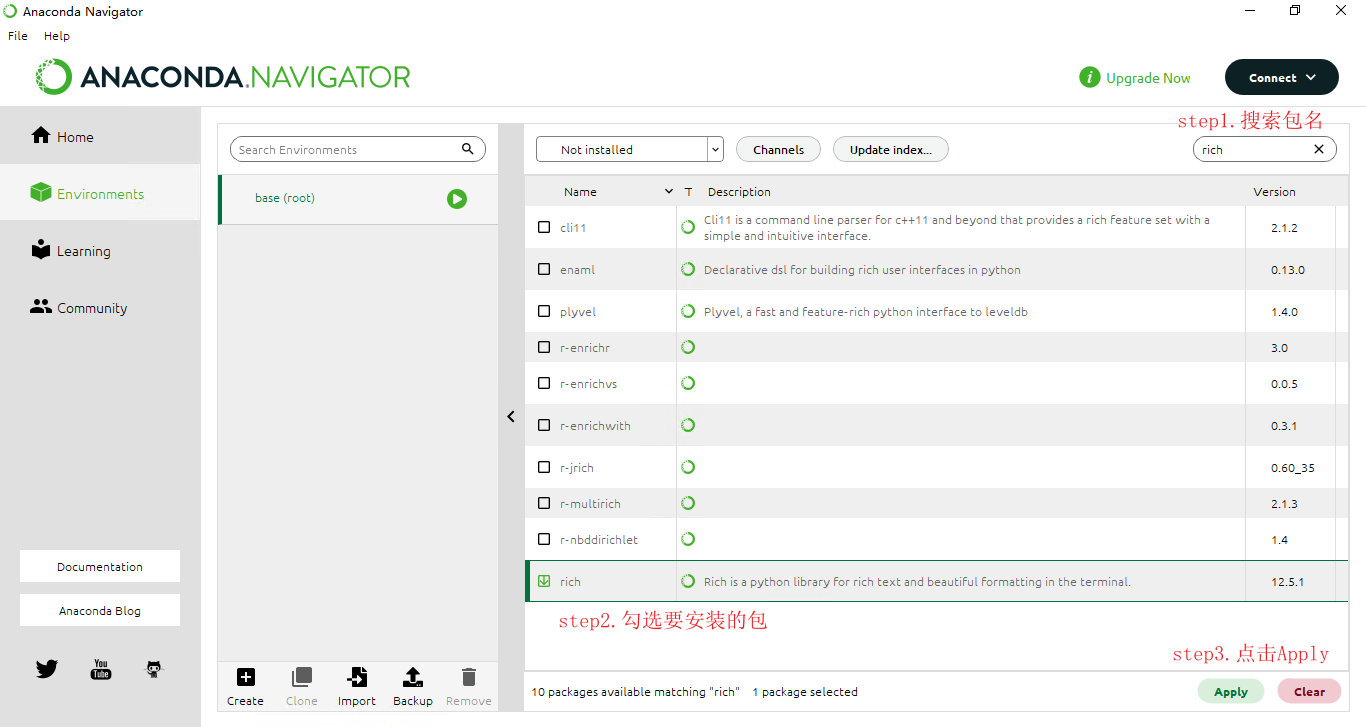 Anaconda Navigator
File Help
ANACONDA.NAVIGATOR
i Upgrade Now
Connect
Home
Environments
Learning
Community
Documentation
Anaconda Blog
You Tube
Search Environments
base (root)
Create Clone Import Backup Remove
step1.搜索包名
Not installed Channels Update index... rich
Name T Description Version
cli11 Cli11 is a command line parser for c++11 and beyond that provides a rich feature set with a 2.1.2
simple and intuitive interface.
enaml Declarative dsl for building rich user interfaces in python 0.13.0
plyvel Plyvel, a fast and feature-rich python interface to leveldb 1.4.0
r-enrichr 3.0
r-enrichvs 0.0.5
r-enrichwith 0.3.1
r-jrich 0.60_35
r-multirich 2.1.3
r-nbddirichlet 1.4
rich Rich is a python library for rich text and beautiful formatting in the terminal. 12.5.1
step2.勾选要安装的包
step3.点击Apply
10 packages available matching "rich" 1 package selected
Apply Clear